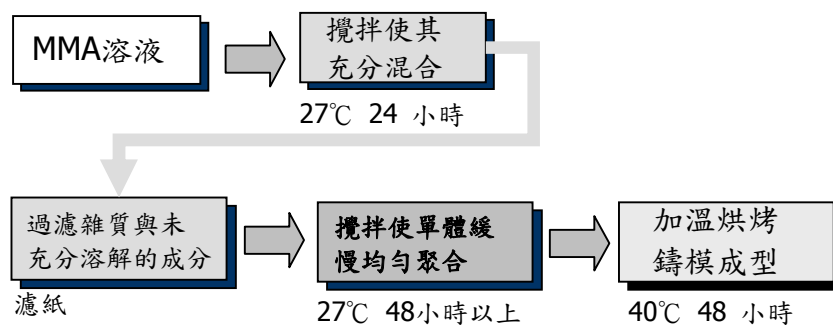 MMA溶液
攪拌使其
充分混合
27℃ 24 小時
過濾雜質與未
充分溶解的成分
濾紙
攪拌使單體緩
慢均勻聚合
27℃ 48小時以上
加溫烘烤
鑄模成型
40℃ 48 小時